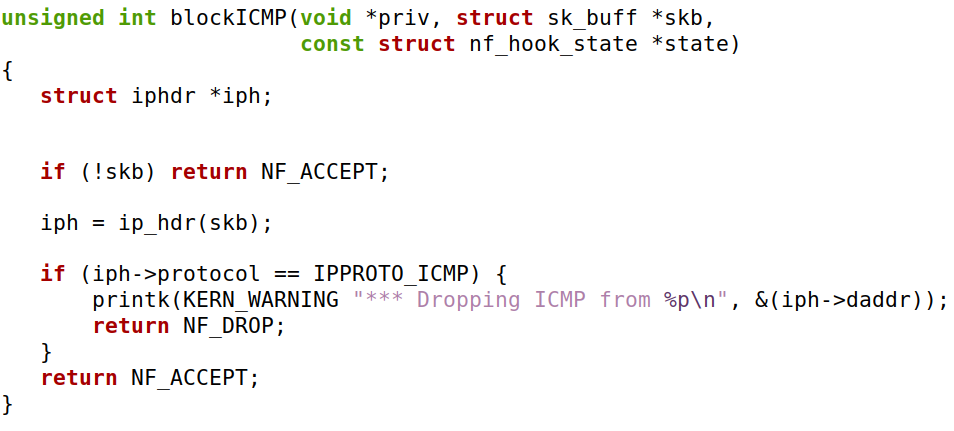 unsigned int blockICMP(void *priv, struct sk_buff *skb,
                       const struct nf_hook_state *state)
{
   struct iphdr *iph;


   if (!skb) return NF_ACCEPT;

   iph = ip_hdr(skb);

   if (iph->protocol == IPPROTO_ICMP) {
       printk(KERN_WARNING "*** Dropping ICMP from %p\n", &(iph->daddr));
       return NF_DROP;
   }
   return NF_ACCEPT;
}